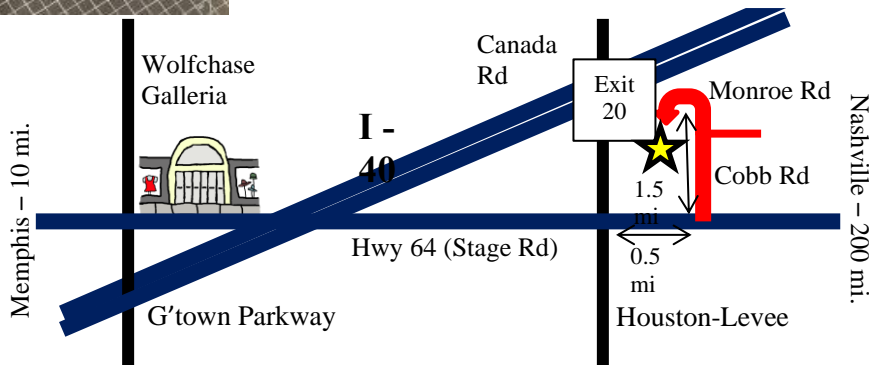 Canada
Rd
Wolfchase
Galleria
Exit
20
Monroe Rd
I -
40
Cobb Rd
1.5
mi
Memphis – 10 mi.
Nashville – 200 mi.
Hwy 64 (Stage Rd)
0.5
mi
G'town Parkway
Houston-Levee